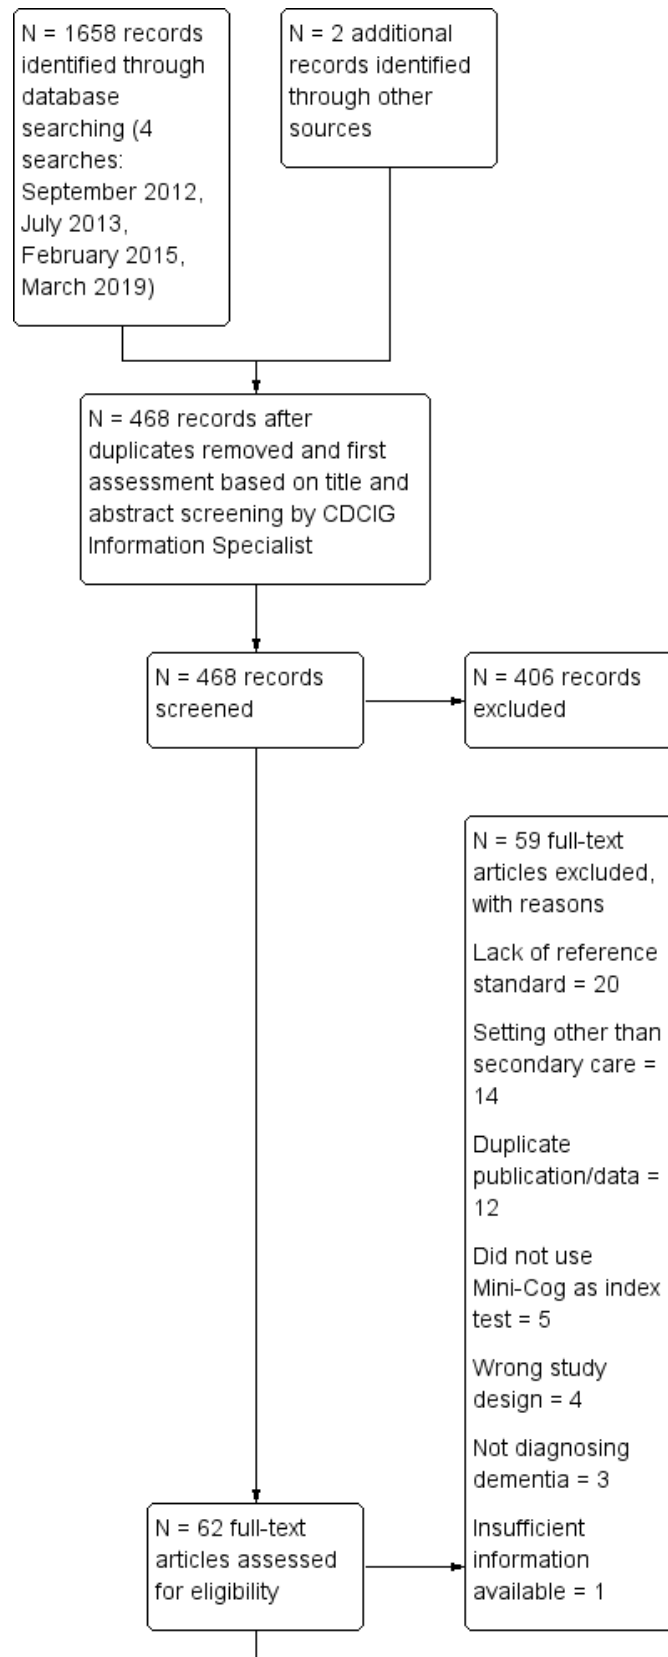 N = 1658 records
identified through
database
searching (4
searches:
September 2012,
July 2013,
February 2015,
March 2019)
N = 2 additional
records identified
through other
sources
N = 468 records after
duplicates removed and first
assessment based on title and
abstract screening by CDCIG
Information Specialist
N = 468 records
screened
N = 406 records
excluded
N = 59 full-text
articles excluded,
with reasons
Lack of reference
standard = 20
Setting other than
secondary care =
14
Duplicate
publication/data =
12
Did not use
Mini-Cog as index
test = 5
Wrong study
design = 4
Not diagnosing
dementia = 3
Insufficient
information
available = 1
N = 62 full-text
articles assessed
for eligibility